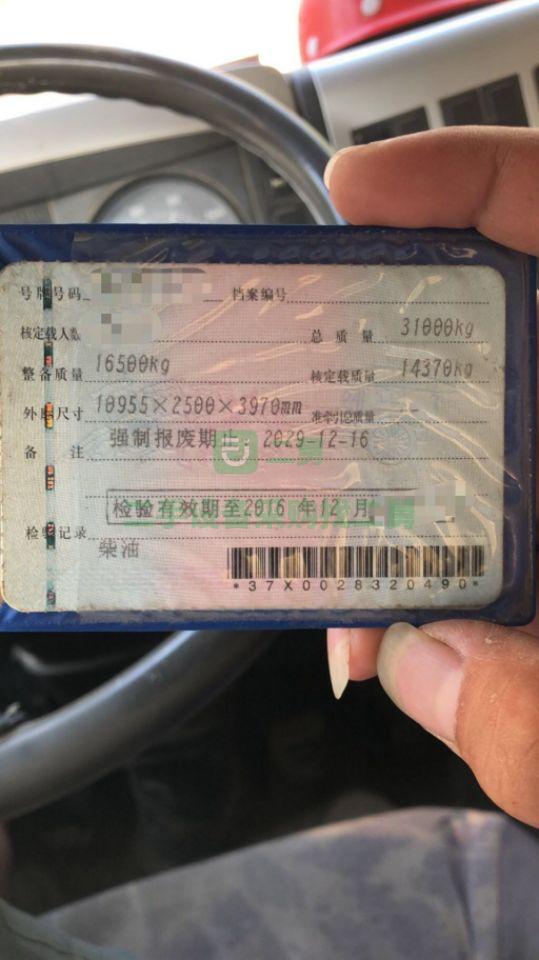 号牌号码 档案编号
核定载人数 总质量 31000kg
整备质量 16500kg 核定载质量 14370kg
外廓尺寸 10955×2500×3970mm 准牵引总质量 —
备注 强制报废期止: 2029-12-16
检验有效期至2016年12月
检验记录
柴油
*37X0028320490*